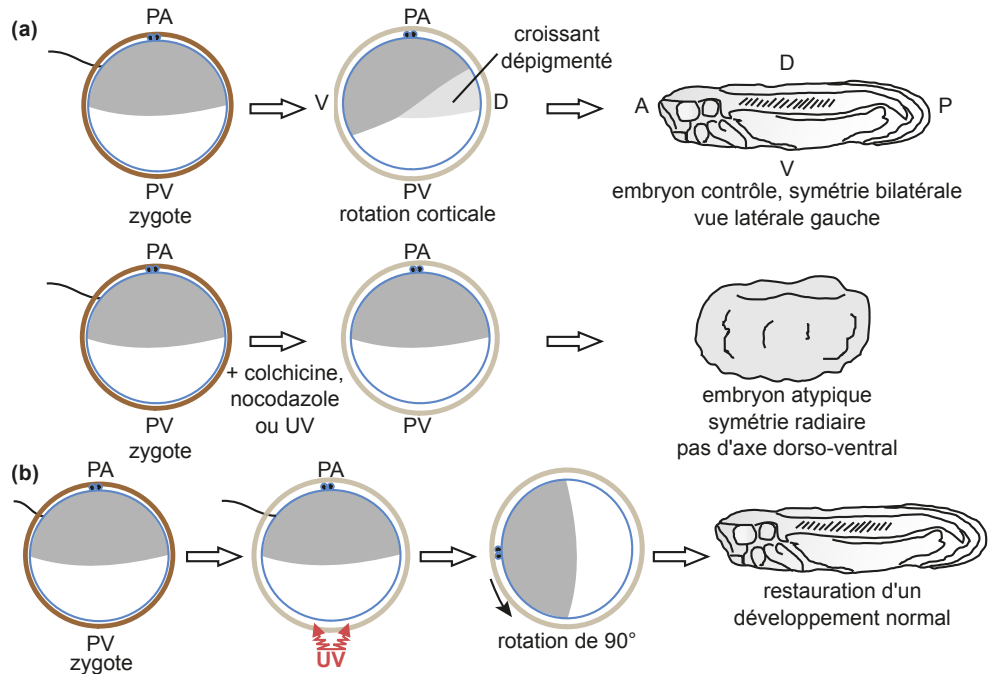 (a)
PA
PV
zygote
PA
V
D
croissant
dépigmenté
PV
rotation corticale
D
A
P
V
embryon contrôle, symétrie bilatérale
vue latérale gauche
PA
PV
zygote
+ colchicine,
nocodazole
ou UV
PA
PV
embryon atypique
symétrie radiaire
pas d'axe dorso-ventral
(b)
PA
PV
zygote
PA
UV
rotation de 90°
restauration d'un
développement normal